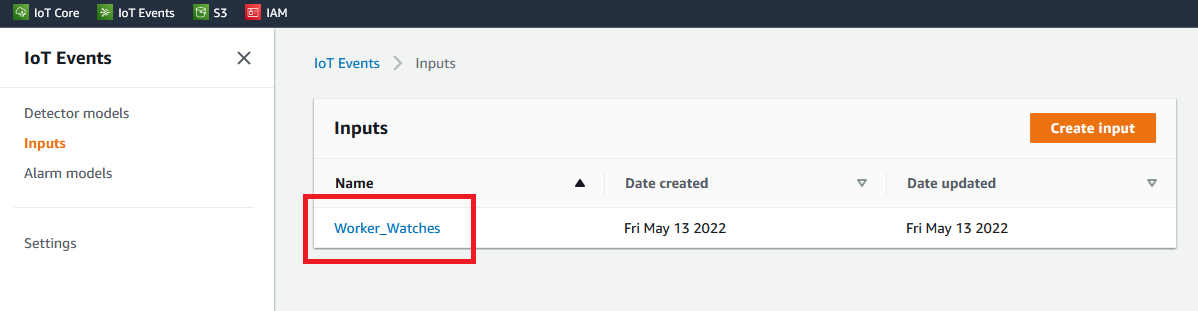 IoT Core IoT Events S3 IAM
IoT Events
IoT Events Inputs
Detector models
Inputs
Alarm models
Settings
Inputs Create input
Name Date created Date updated
Worker_Watches Fri May 13 2022 Fri May 13 2022